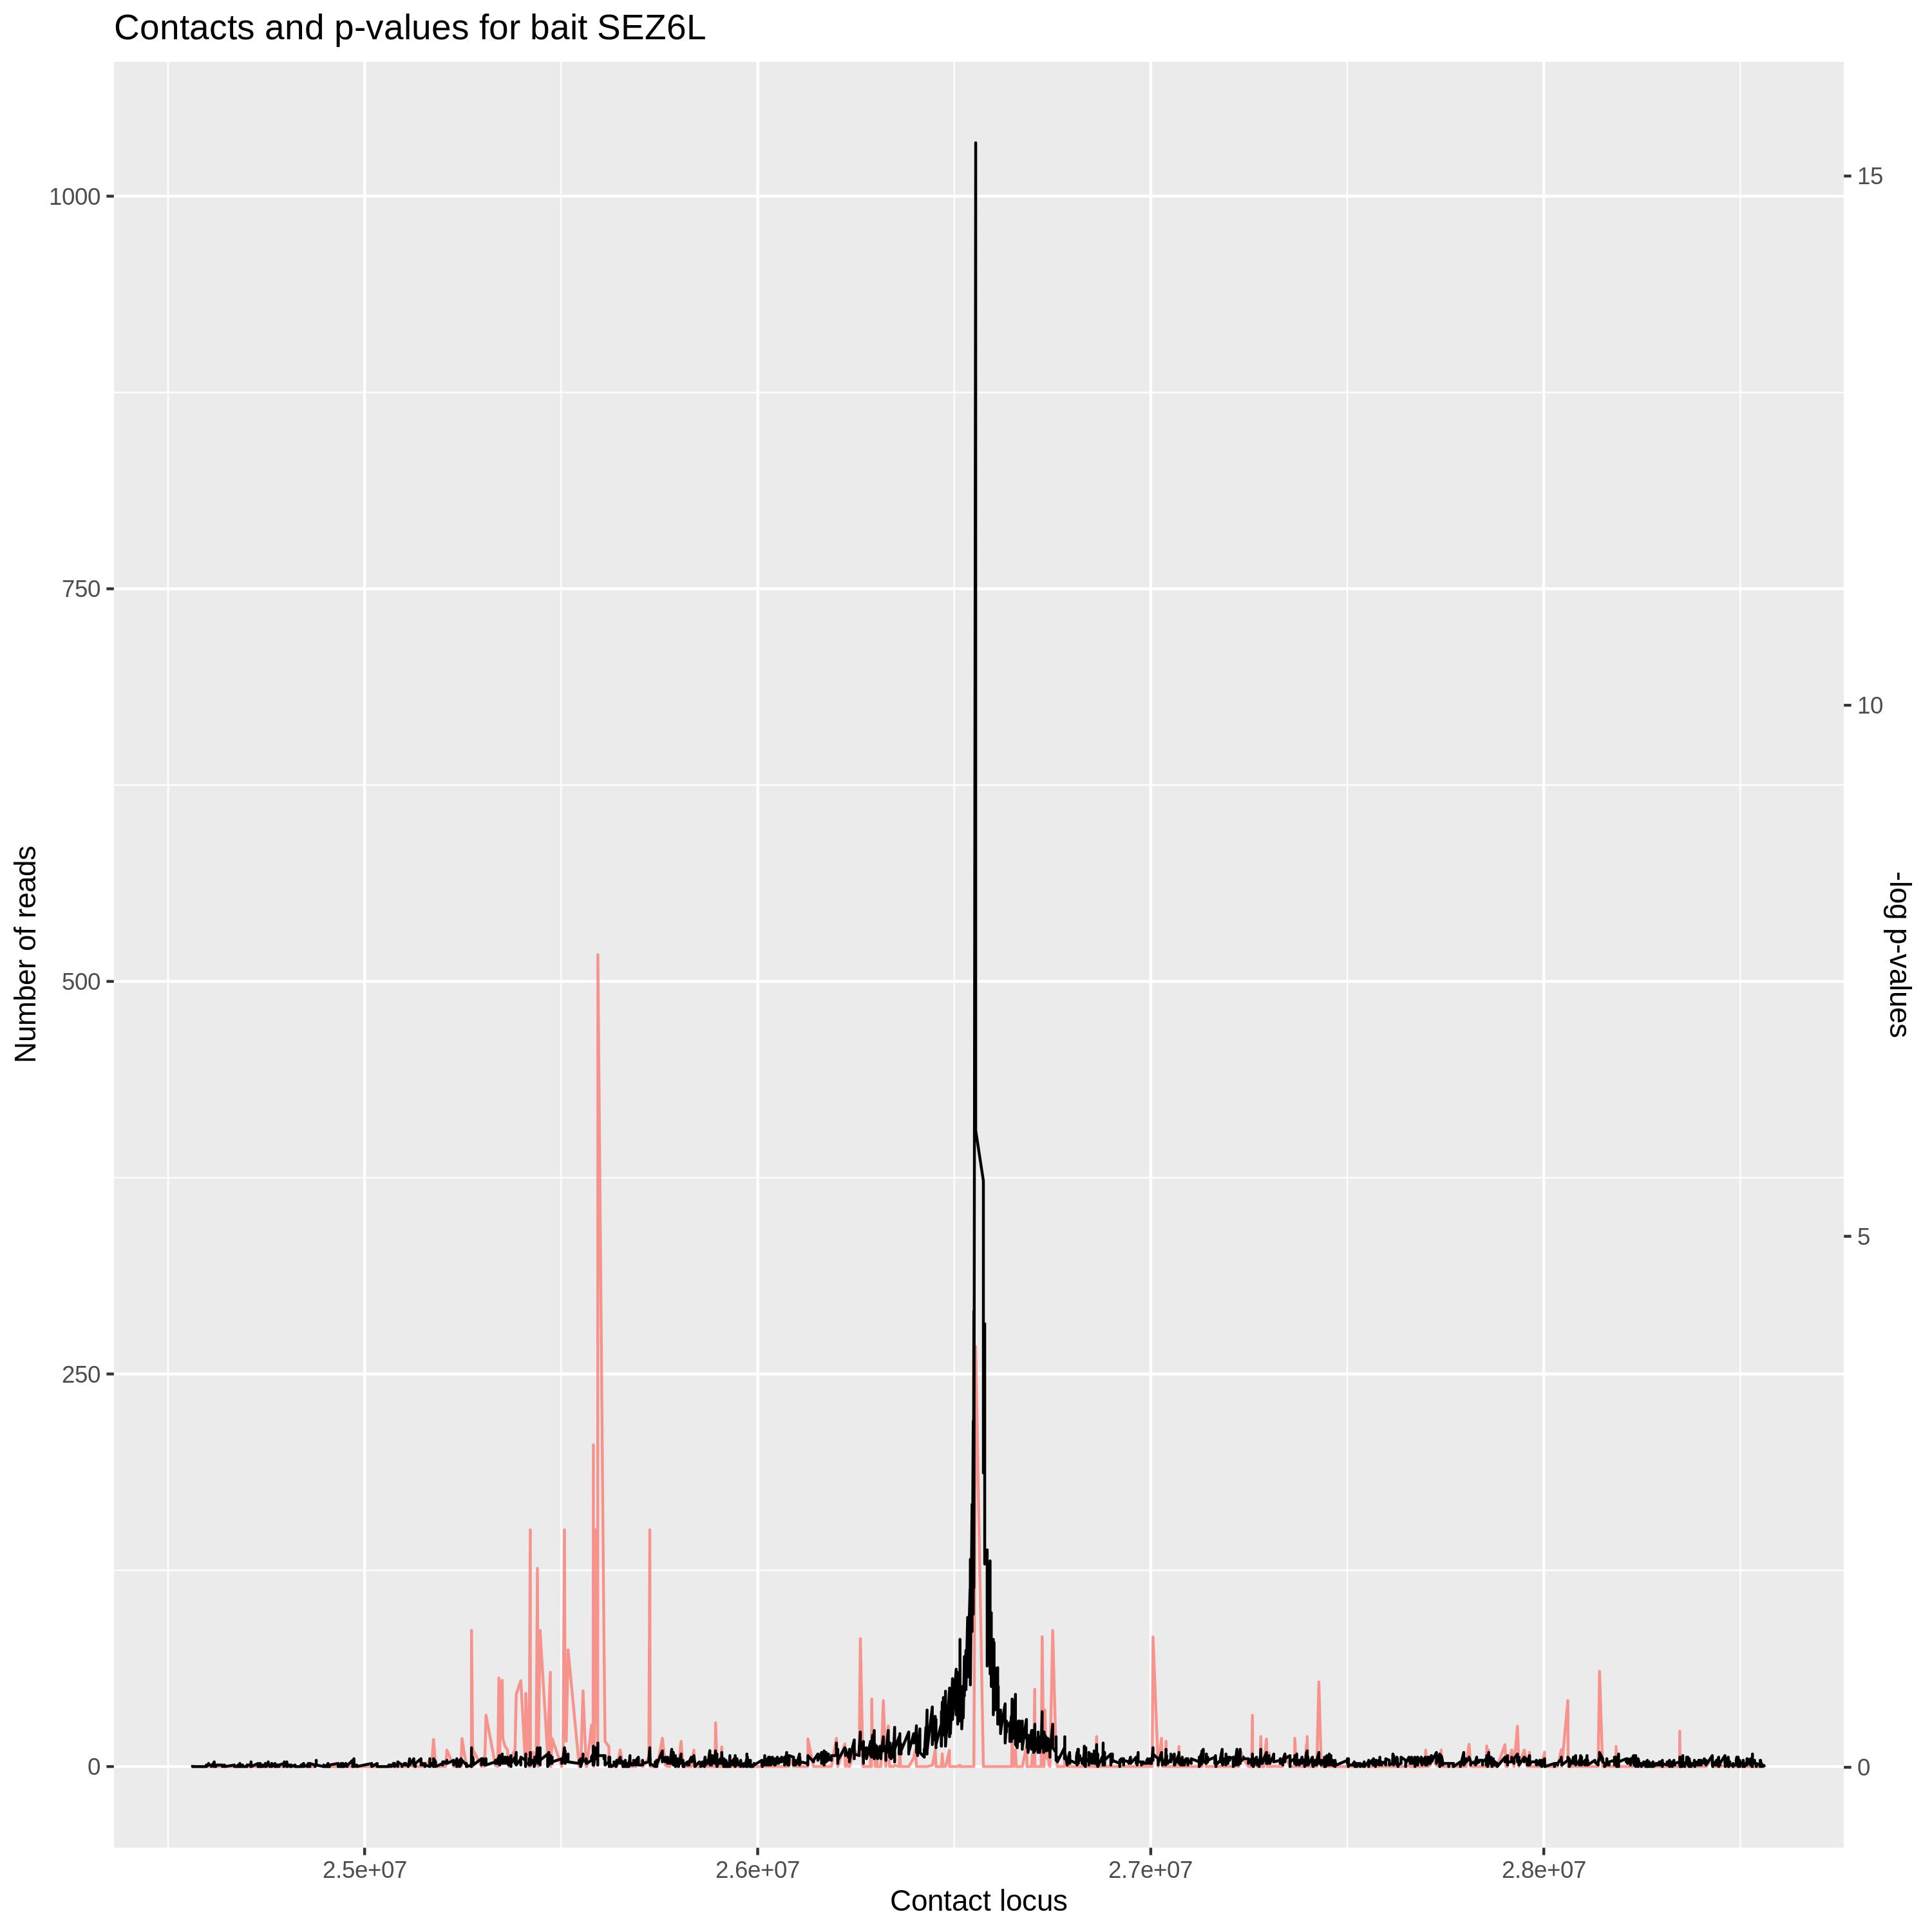 Contacts and p-values for bait SEZ6L
1000
750
500
250
0
Number of reads
15
10
5
0
-log p-values
2.5e+07
2.6e+07
2.7e+07
2.8e+07
Contact locus